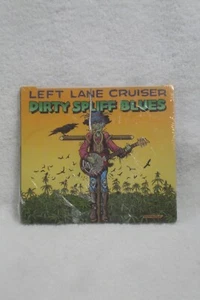 LEFT LANE CRUISER
DIRTY SPLIFF BLUES